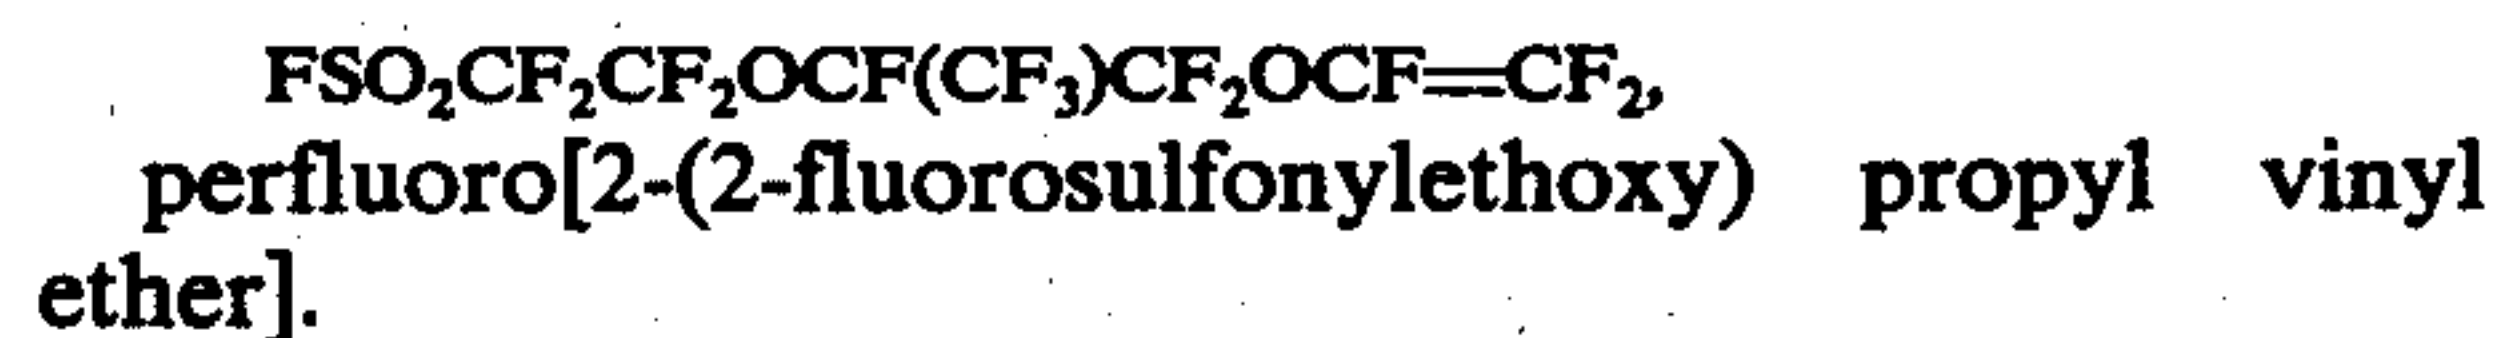 FSO₂CF₂CF₂OCF(CF₃)CF₂OCF=CF₂,
perfluoro[2-(2-fluorosulfonylethoxy) propyl vinyl
ether].